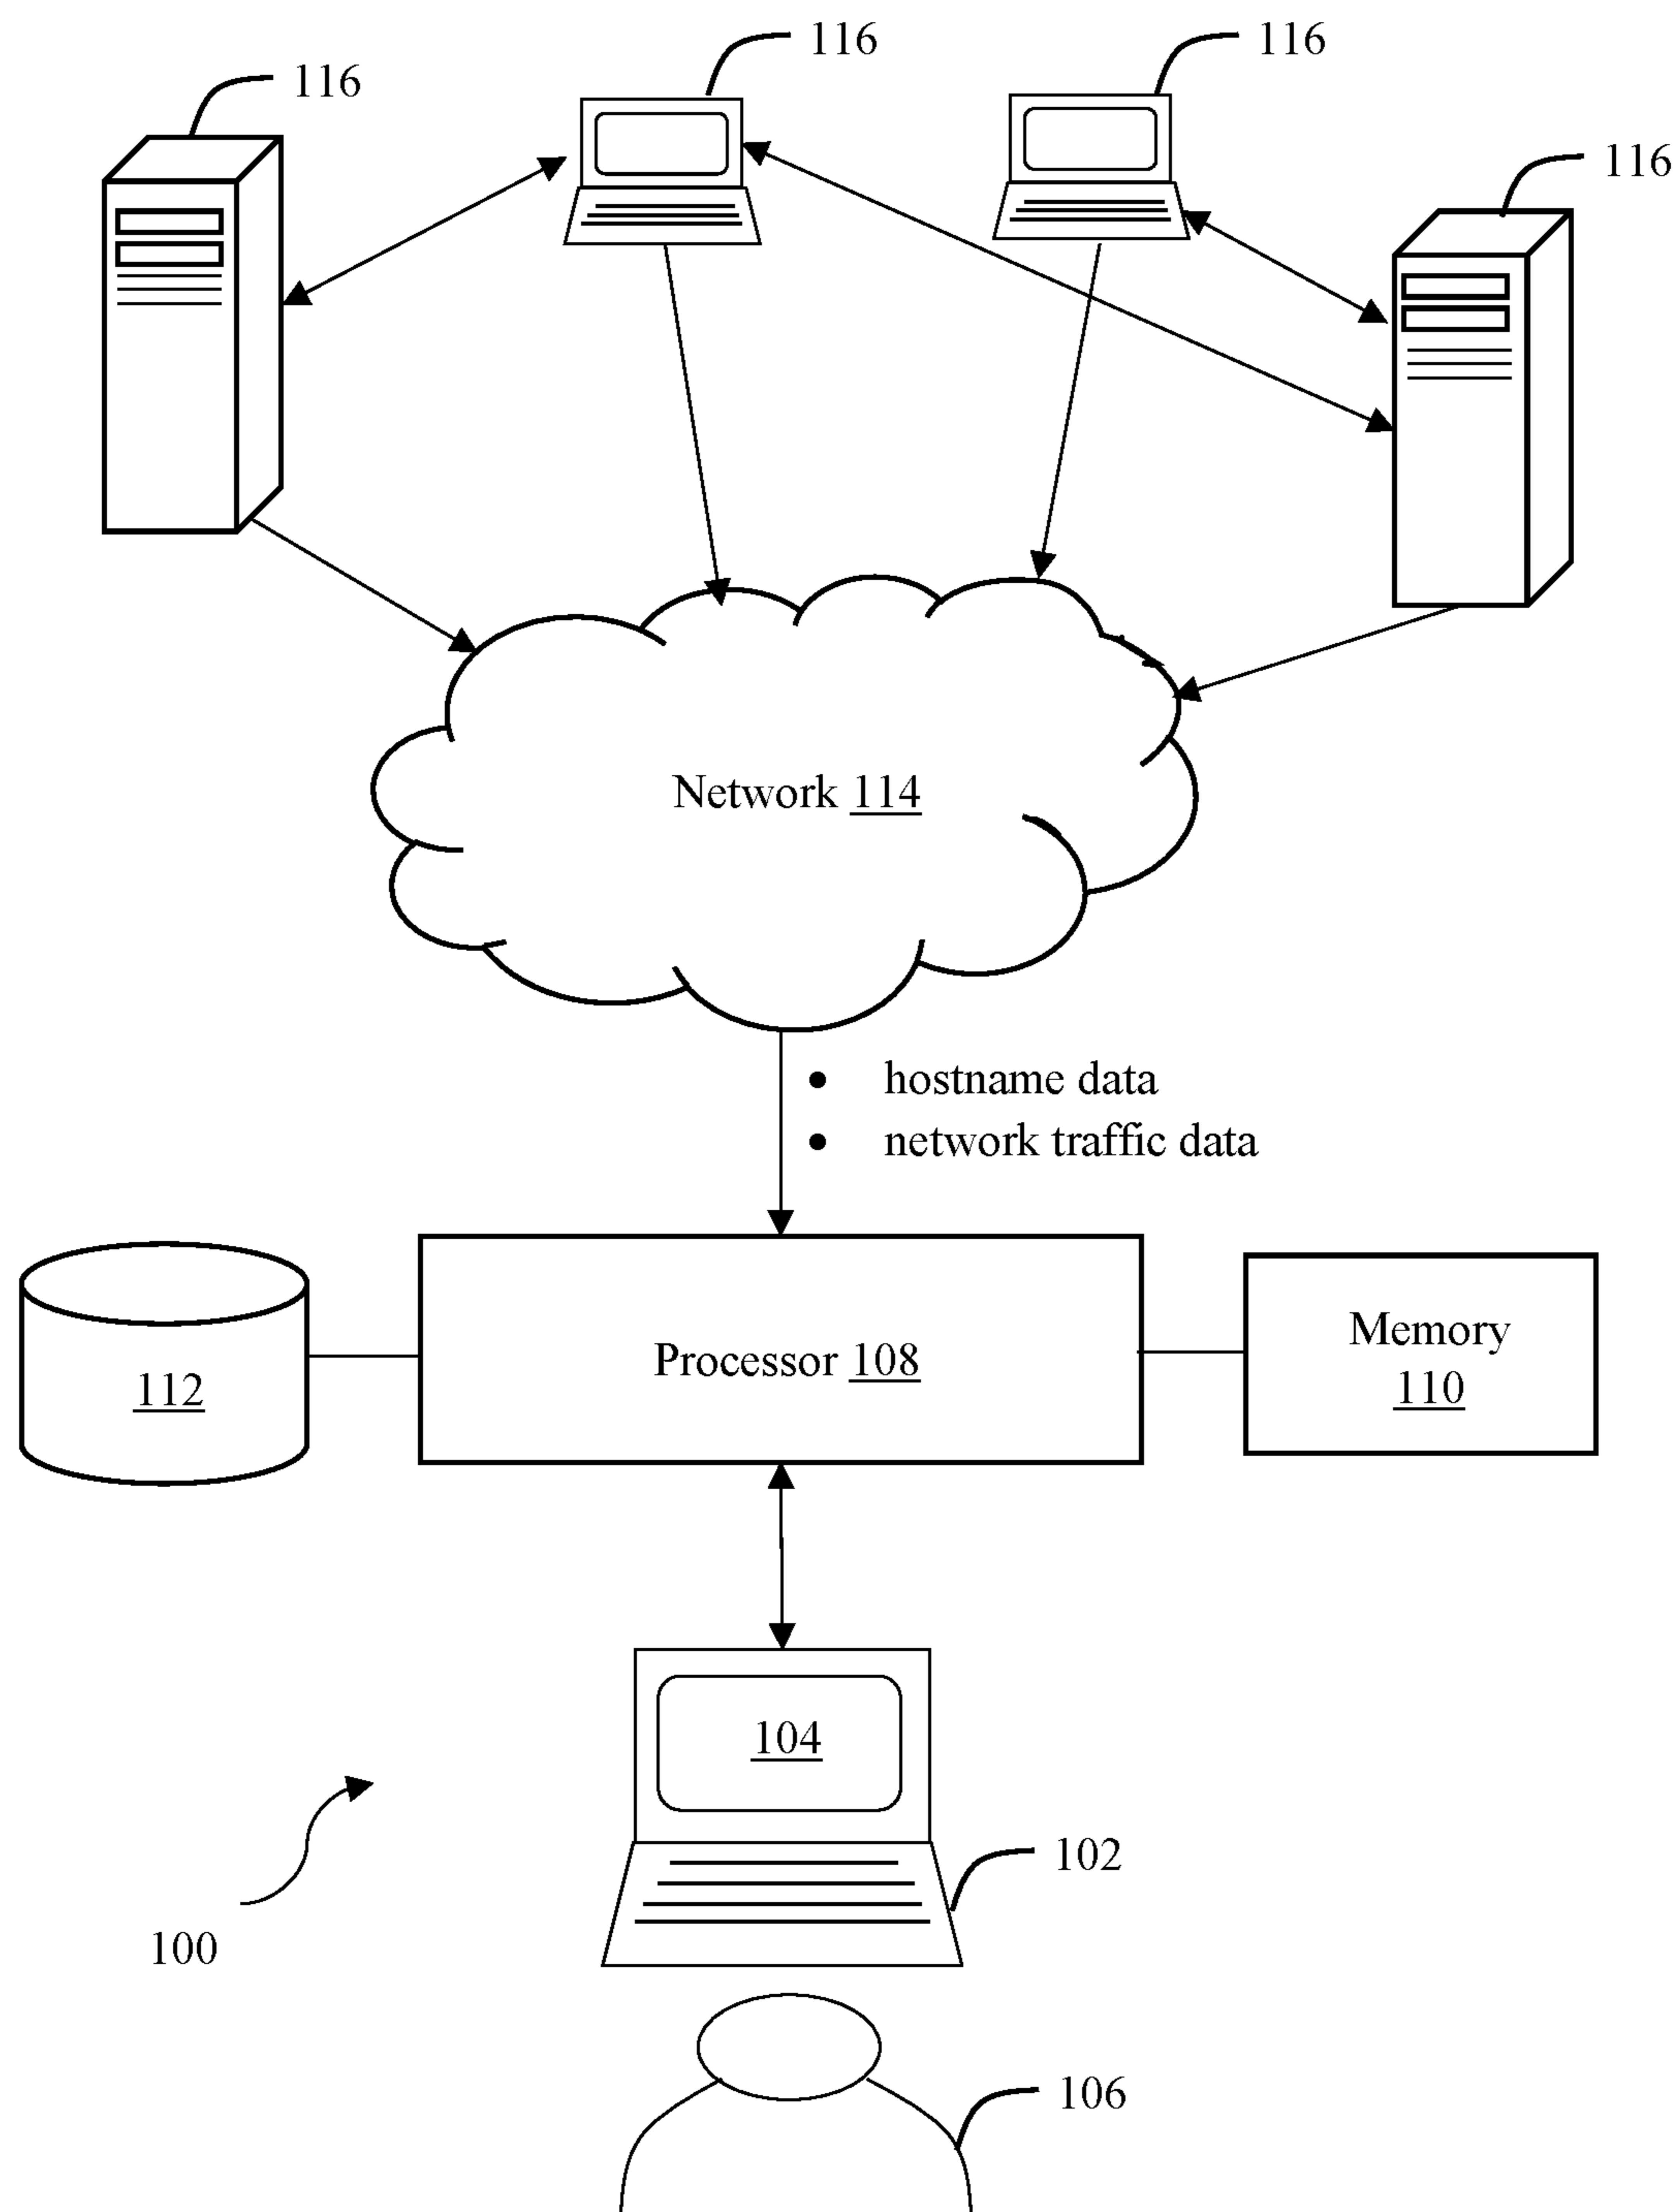 116
116
116
116
Network 114
• hostname data
• network traffic data
112
Processor 108
Memory
110
104
102
100
106